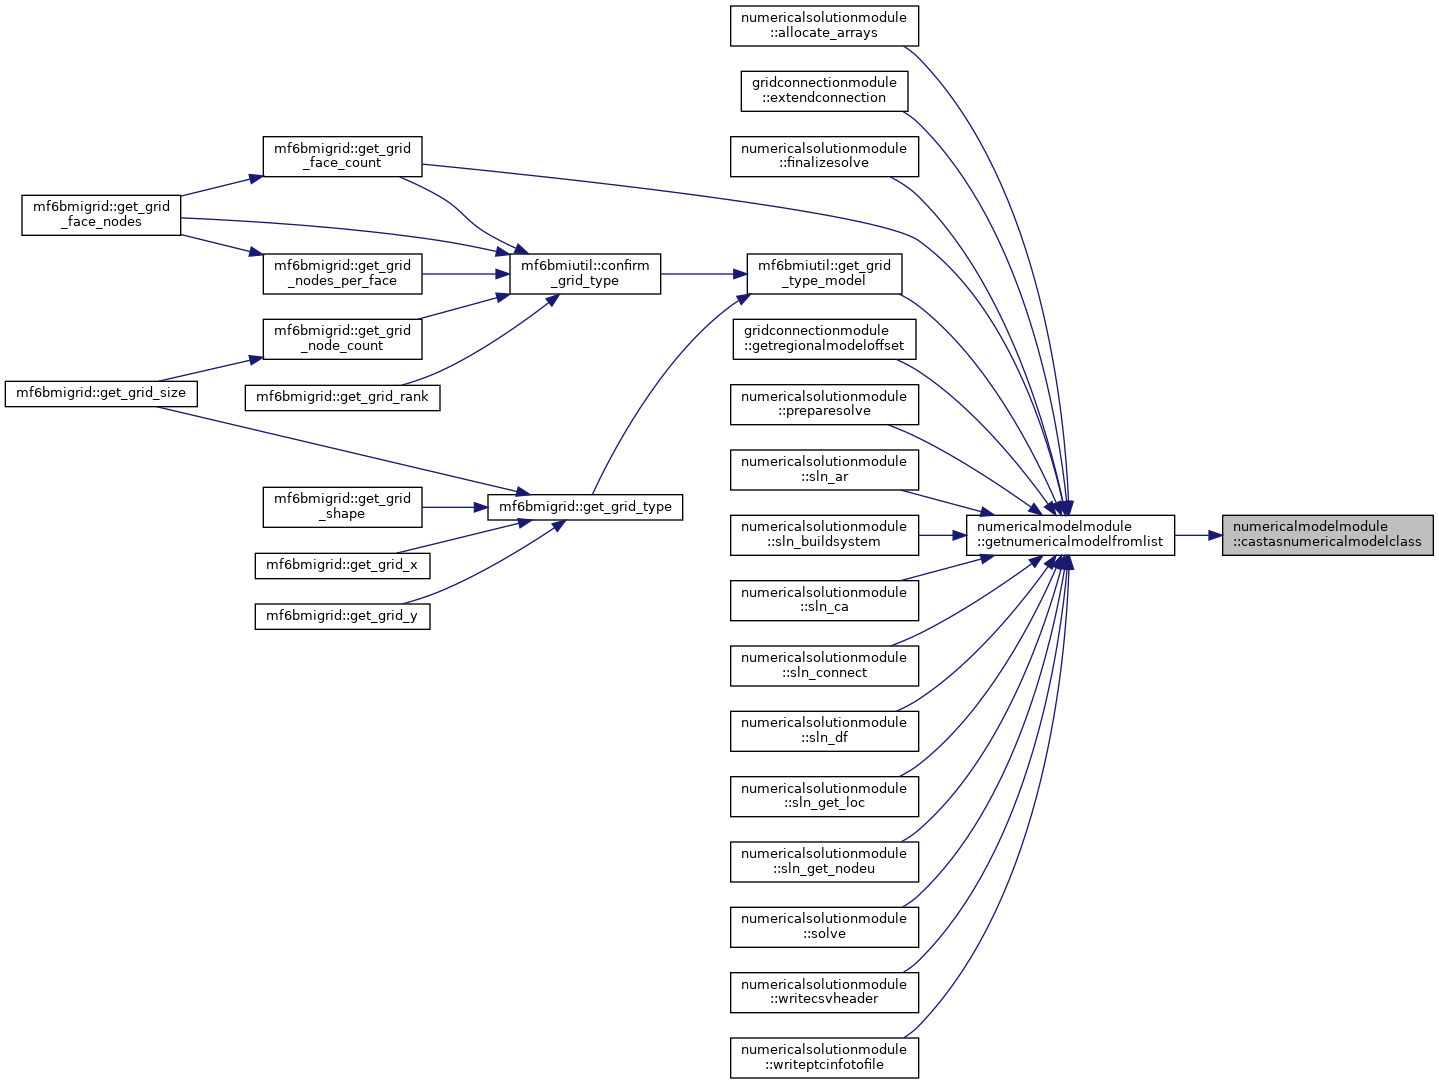 numericalsolutionmodule
::allocate_arrays
gridconnectionmodule
::extendconnection
numericalsolutionmodule
::finalizesolve
mf6bmigrid::get_grid
_face_count
mf6bmigrid::get_grid
_face_nodes
mf6bmigrid::get_grid
_nodes_per_face
mf6bmiutil::confirm
_grid_type
mf6bmiutil::get_grid
_type_model
mf6bmigrid::get_grid
_node_count
gridconnectionmodule
::getregionalmodeloffset
mf6bmigrid::get_grid_size
mf6bmigrid::get_grid_rank
numericalsolutionmodule
::preparesolve
numericalsolutionmodule
::sln_ar
mf6bmigrid::get_grid
_shape
mf6bmigrid::get_grid_type
numericalsolutionmodule
::sln_buildsystem
numericalmodelmodule
::getnumericalmodelfromlist
numericalmodelmodule
::castasnumericalmodelclass
mf6bmigrid::get_grid_x
numericalsolutionmodule
::sln_ca
mf6bmigrid::get_grid_y
numericalsolutionmodule
::sln_connect
numericalsolutionmodule
::sln_df
numericalsolutionmodule
::sln_get_loc
numericalsolutionmodule
::sln_get_nodeu
numericalsolutionmodule
::solve
numericalsolutionmodule
::writecsvheader
numericalsolutionmodule
::writeptcinfotofile